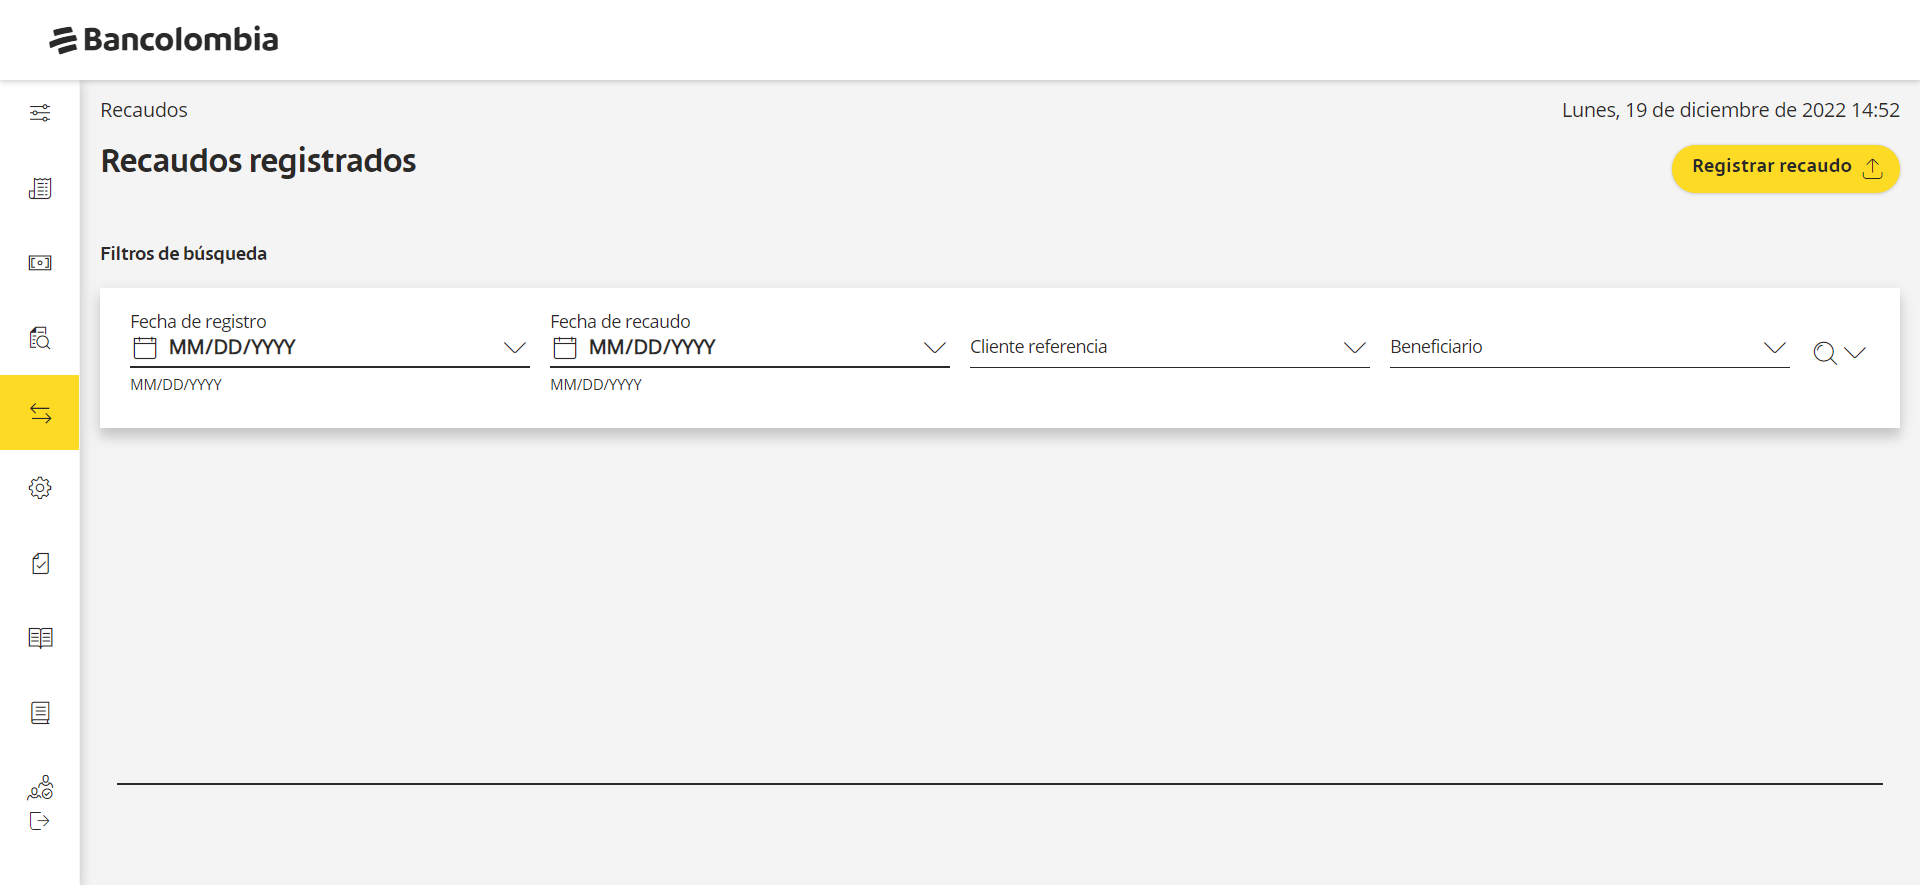 Bancolombia
Recaudos
Lunes, 19 de diciembre de 2022 14:52
Recaudos registrados
Registrar recaudo
Filtros de búsqueda
Fecha de registro
MM/DD/YYYY
MM/DD/YYYY
Fecha de recaudo
MM/DD/YYYY
MM/DD/YYYY
Cliente referencia
Beneficiario